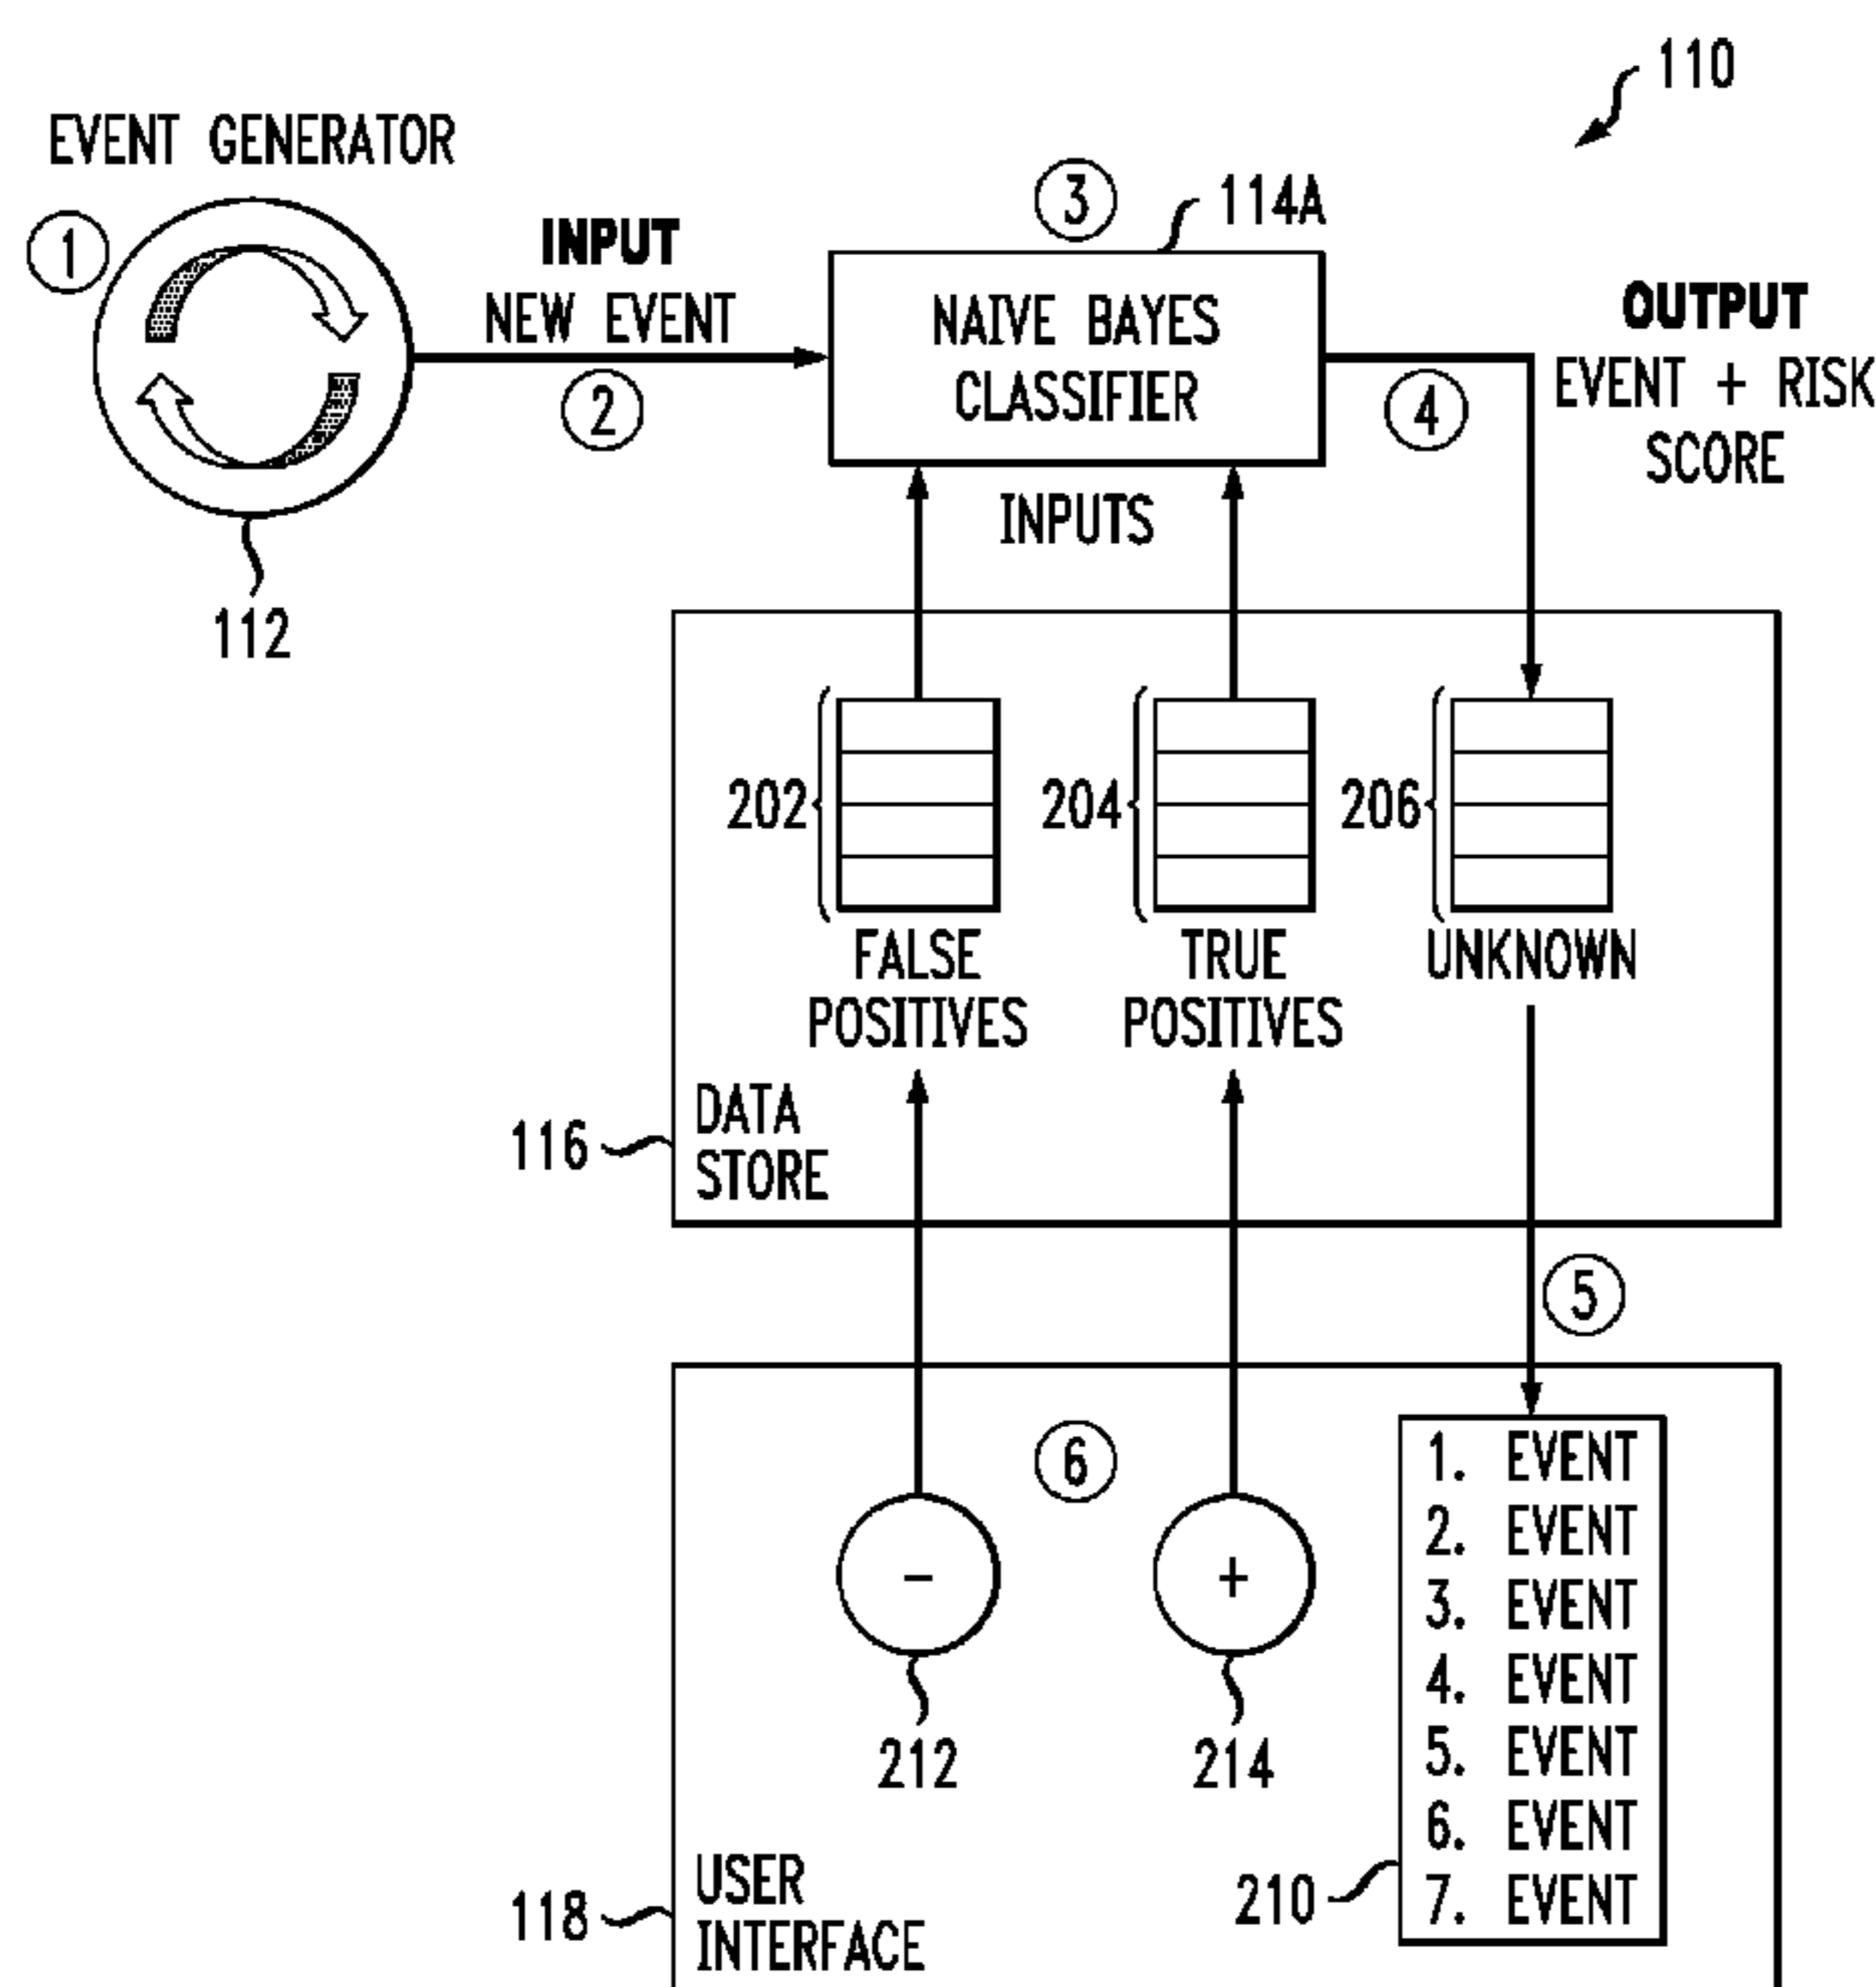 110
EVENT GENERATOR
1
INPUT
NEW EVENT
2
3
114A
NAIVE BAYES
CLASSIFIER
4
OUTPUT
EVENT + RISK
SCORE
112
INPUTS
202
204
206
FALSE
POSITIVES
TRUE
POSITIVES
UNKNOWN
116
DATA
STORE
5
6
-
+
212
214
1. EVENT
2. EVENT
3. EVENT
4. EVENT
5. EVENT
6. EVENT
7. EVENT
210
118
USER
INTERFACE